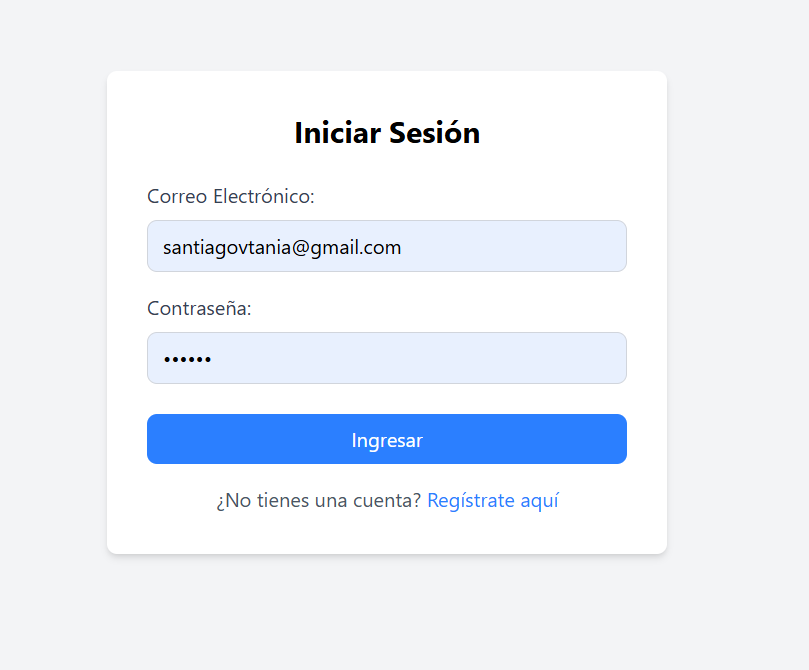 Iniciar Sesión
Correo Electrónico:
santiagovtania@gmail.com
Contraseña:
••••••
Ingresar
¿No tienes una cuenta? Regístrate aquí